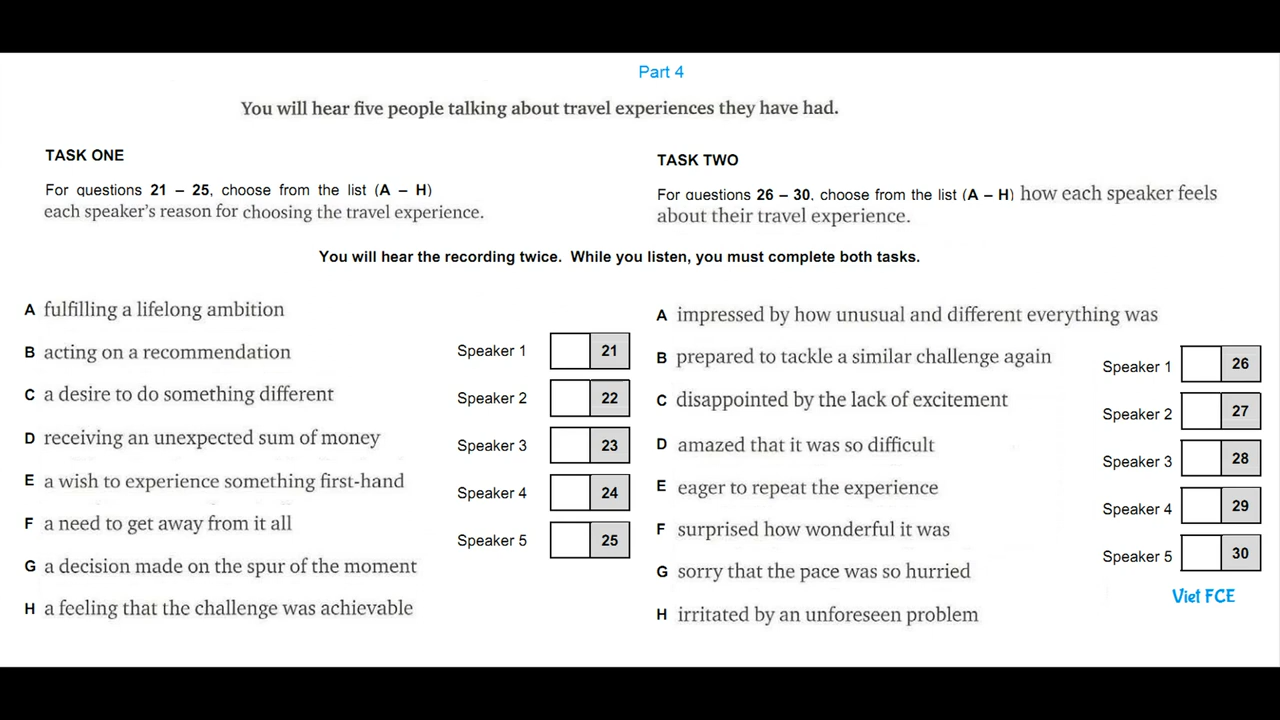 Part 4
You will hear five people talking about travel experiences they have had.
TASK ONE
For questions 21 – 25, choose from the list (A – H)
each speaker's reason for choosing the travel experience.
TASK TWO
For questions 26 – 30, choose from the list (A – H) how each speaker feels
about their travel experience.
You will hear the recording twice. While you listen, you must complete both tasks.
A fulfilling a lifelong ambition
B acting on a recommendation
C a desire to do something different
D receiving an unexpected sum of money
E a wish to experience something first-hand
F a need to get away from it all
G a decision made on the spur of the moment
H a feeling that the challenge was achievable
Speaker 1 21
Speaker 2 22
Speaker 3 23
Speaker 4 24
Speaker 5 25
A impressed by how unusual and different everything was
B prepared to tackle a similar challenge again
C disappointed by the lack of excitement
D amazed that it was so difficult
E eager to repeat the experience
F surprised how wonderful it was
G sorry that the pace was so hurried
H irritated by an unforeseen problem
Speaker 1 26
Speaker 2 27
Speaker 3 28
Speaker 4 29
Speaker 5 30
Viet FCE